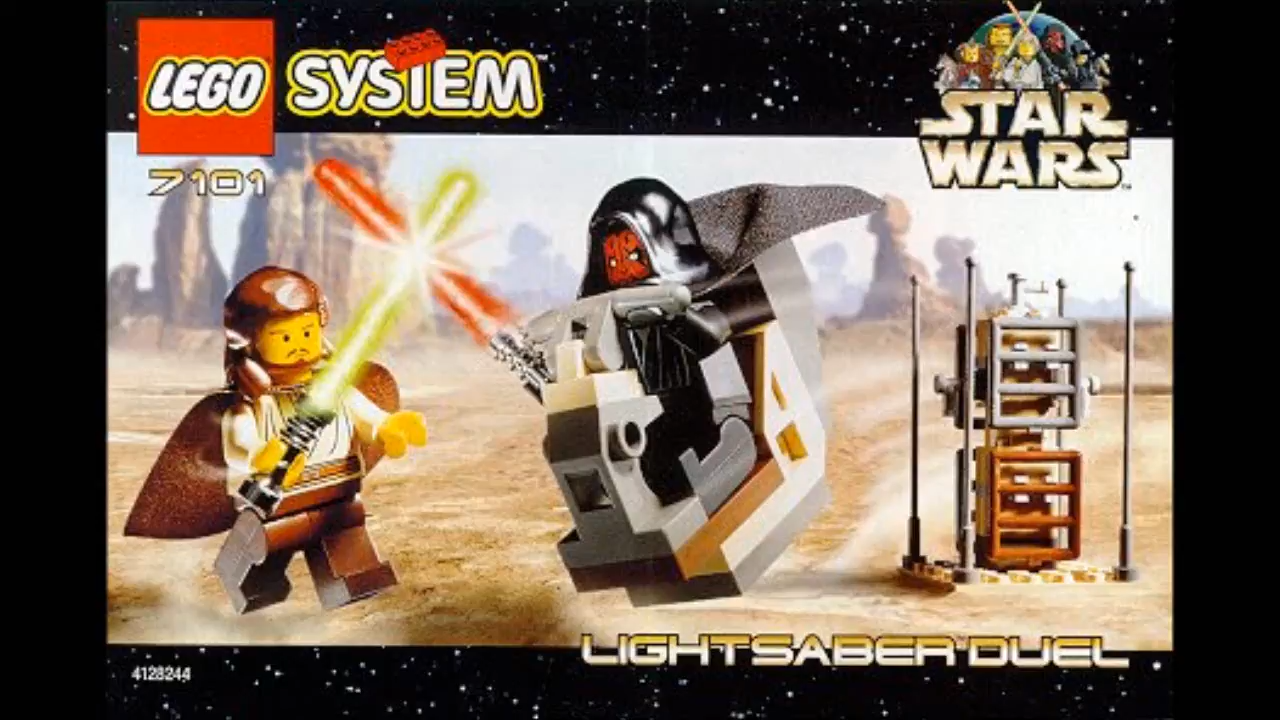 LEGO SYSTEM
7101
STAR
WARS
LIGHTSABER DUEL
4128244